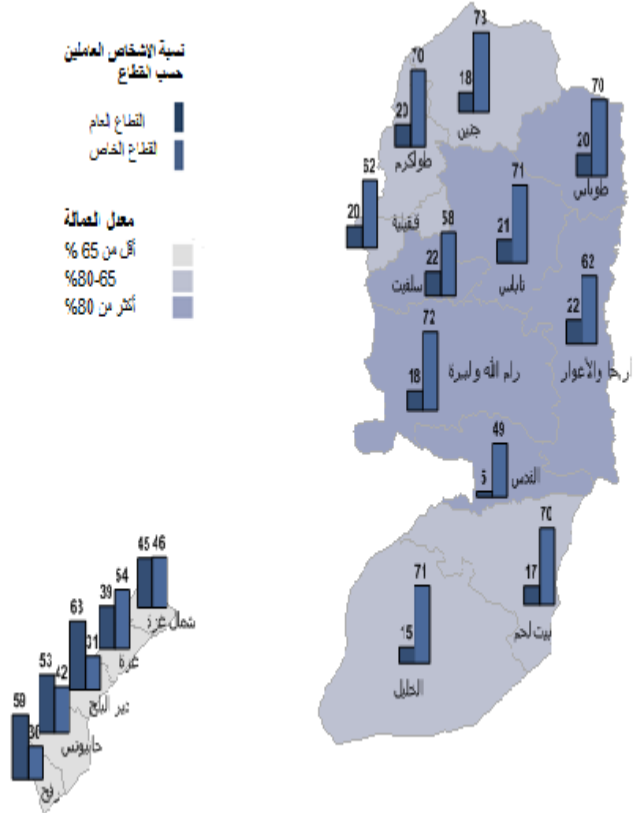 نسبة الاشخاص العاملين
حسب القطاع
القطاع العام
القطاع الخاص
معدل العمالة
أقل من 65 %
%80-65
أكثر من 80%
73
18
جنين
70
20
طولكرم
70
20
طوباس
62
20
قلقيلية
71
21
نابلس
58
22
سلفيت
62
22
أريحا والأغوار
72
18
رام الله والبيرة
49
5
القدس
70
17
بيت لحم
71
15
الخليل
45 46
شمال غزة
39 54
غزة
63 31
دير البلح
53 42
خانيونس
59 30
رفح